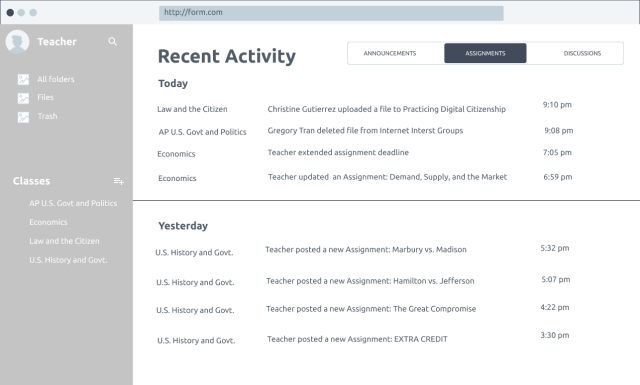 http://form.com
Teacher
All folders
Files
Trash
Classes
AP U.S. Govt and Politics
Economics
Law and the Citizen
U.S. History and Govt.
Recent Activity
ANNOUNCEMENTS ASSIGNMENTS DISCUSSIONS
Today
Law and the Citizen Christine Gutierrez uploaded a file to Practicing Digital Citizenship 9:10 pm
AP U.S. Govt and Politics Gregory Tran deleted file from Internet Interst Groups 9:08 pm
Economics Teacher extended assignment deadline 7:05 pm
Economics Teacher updated an Assignment: Demand, Supply, and the Market 6:59 pm
Yesterday
U.S. History and Govt. Teacher posted a new Assignment: Marbury vs. Madison 5:32 pm
U.S. History and Govt. Teacher posted a new Assignment: Hamilton vs. Jefferson 5:07 pm
U.S. History and Govt. Teacher posted a new Assignment: The Great Compromise 4:22 pm
U.S. History and Govt. Teacher posted a new Assignment: EXTRA CREDIT 3:30 pm